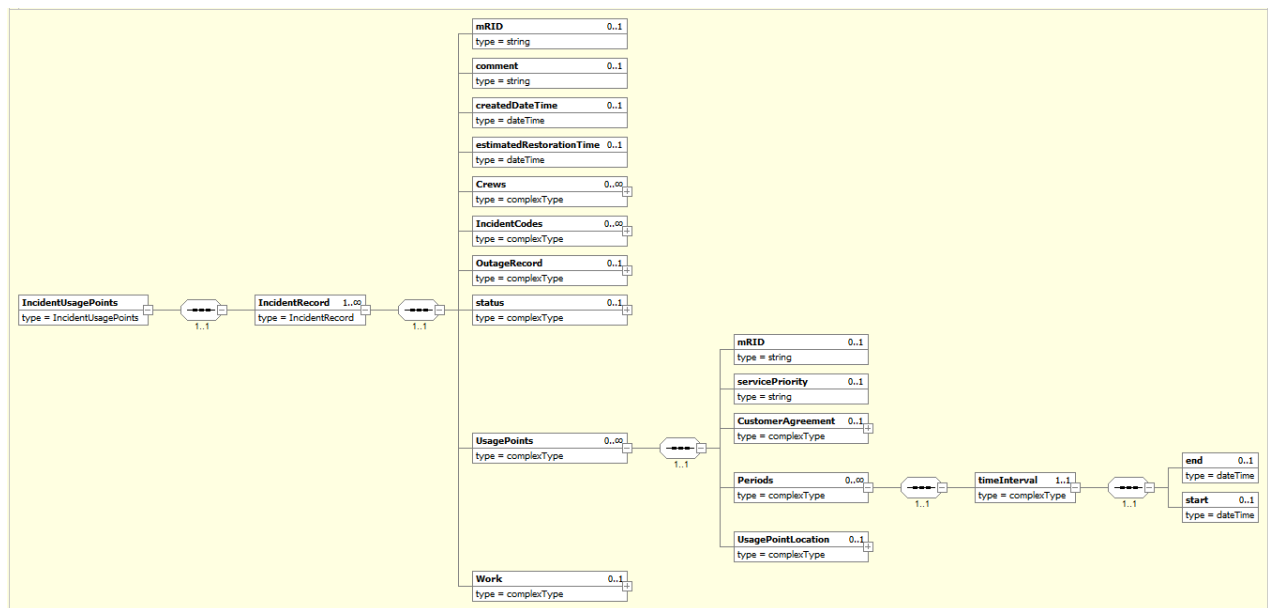 mRID 0..1
type = string
comment 0..1
type = string
createdDateTime 0..1
type = dateTime
estimatedRestorationTime 0..1
type = dateTime
Crews 0..∞
type = complexType
IncidentCodes 0..∞
type = complexType
OutageRecord 0..1
type = complexType
IncidentUsagePoints
type = IncidentUsagePoints
1..1
IncidentRecord 1..∞
type = IncidentRecord
1..1
status 0..1
type = complexType
UsagePoints 0..∞
type = complexType
1..1
mRID 0..1
type = string
servicePriority 0..1
type = string
CustomerAgreement 0..1
type = complexType
Periods 0..∞
type = complexType
1..1
timeInterval 1..1
type = complexType
1..1
end 0..1
type = dateTime
start 0..1
type = dateTime
UsagePointLocation 0..1
type = complexType
Work 0..1
type = complexType